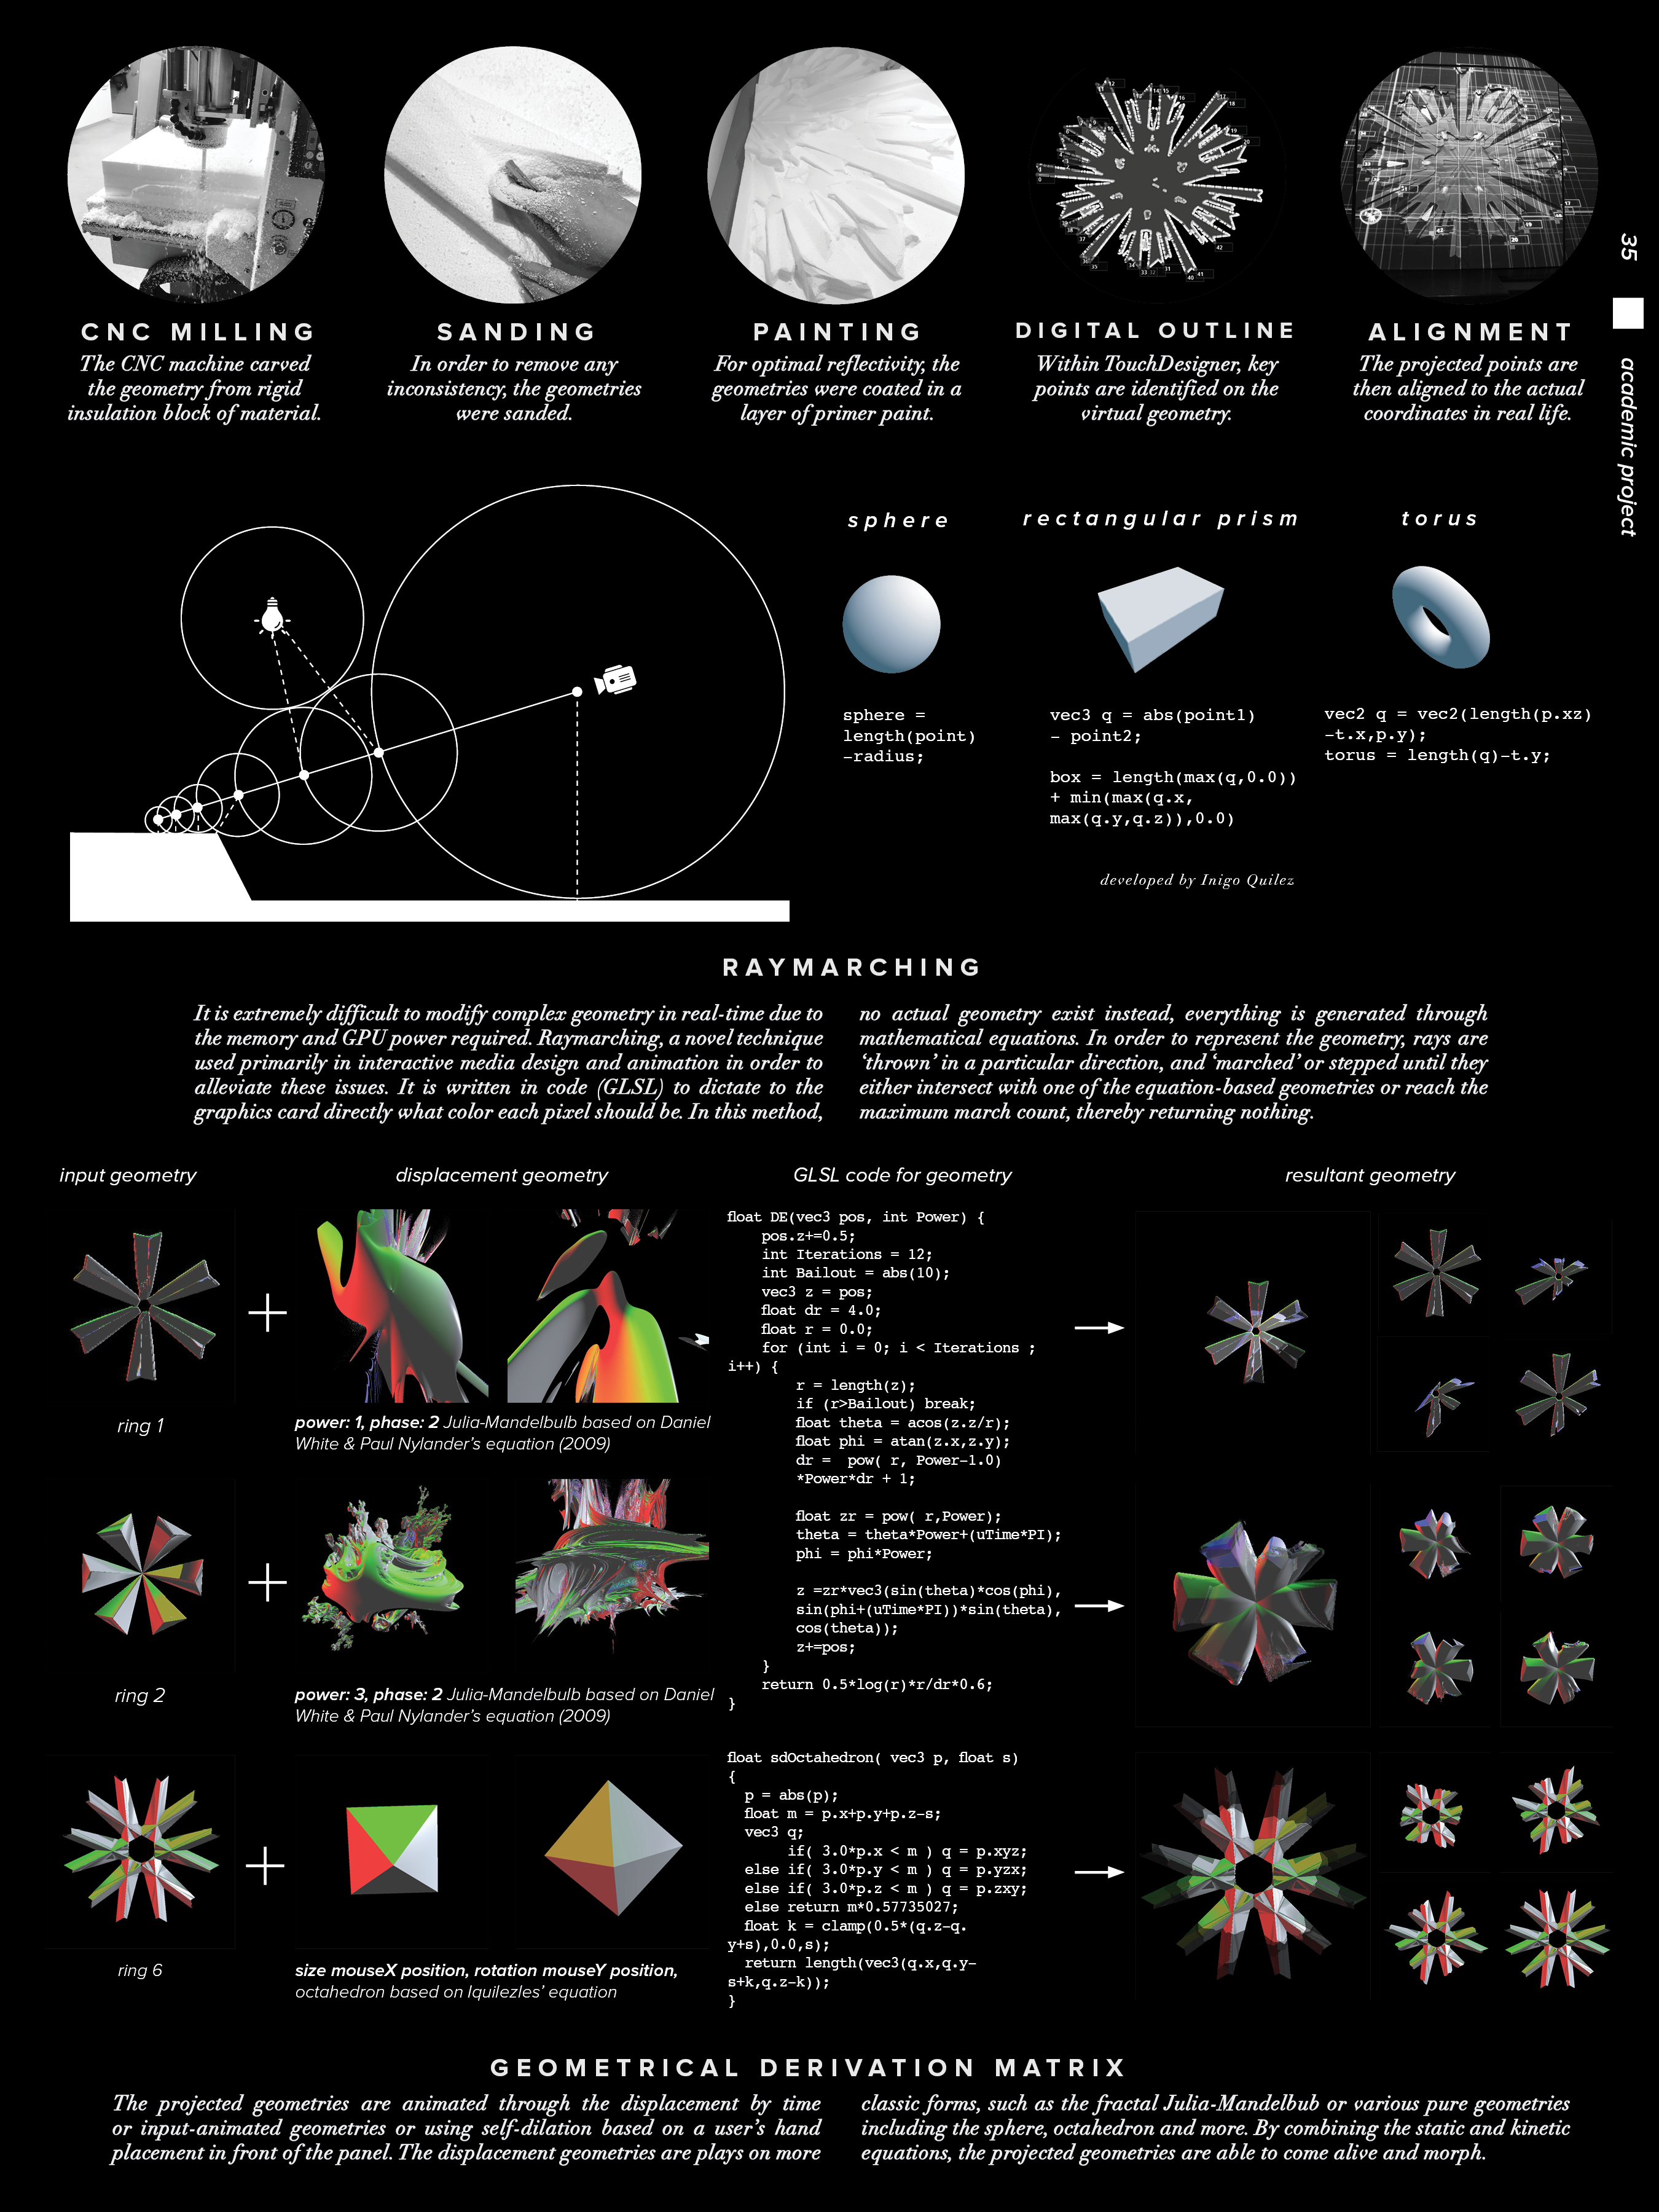 CNC MILLING
The CNC machine carved
the geometry from rigid
insulation block of material.
SANDING
In order to remove any
inconsistency, the geometries
were sanded.
PAINTING
For optimal reflectivity, the
geometries were coated in a
layer of primer paint.
DIGITAL OUTLINE
Within TouchDesigner, key
points are identified on the
virtual geometry.
ALIGNMENT
The projected points are
then aligned to the actual
coordinates in real life.
35
academic project
sphere
sphere =
length(point)
-radius;
rectangular prism
vec3 q = abs(point1)
- point2;
box = length(max(q,0.0))
+ min(max(q.x,
max(q.y,q.z)),0.0)
torus
vec2 q = vec2(length(p.xz)
-t.x,p.y);
torus = length(q)-t.y;
developed by Inigo Quilez
RAYMARCHING
It is extremely difficult to modify complex geometry in real-time due to
the memory and GPU power required. Raymarching, a novel technique
used primarily in interactive media design and animation in order to
alleviate these issues. It is written in code (GLSL) to dictate to the
graphics card directly what color each pixel should be. In this method,
no actual geometry exist instead, everything is generated through
mathematical equations. In order to represent the geometry, rays are
‘thrown’ in a particular direction, and ‘marched’ or stepped until they
either intersect with one of the equation-based geometries or reach the
maximum march count, thereby returning nothing.
input geometry
displacement geometry
GLSL code for geometry
resultant geometry
ring 1
power: 1, phase: 2 Julia-Mandelbulb based on Daniel
White & Paul Nylander’s equation (2009)
ring 2
power: 3, phase: 2 Julia-Mandelbulb based on Daniel
White & Paul Nylander’s equation (2009)
float DE(vec3 pos, int Power) {
pos.z+=0.5;
int Iterations = 12;
int Bailout = abs(10);
vec3 z = pos;
float dr = 4.0;
float r = 0.0;
for (int i = 0; i < Iterations ;
i++) {
r = length(z);
if (r>Bailout) break;
float theta = acos(z.z/r);
float phi = atan(z.x,z.y);
dr =  pow( r, Power-1.0)
*Power*dr + 1;
float zr = pow( r,Power);
theta = theta*Power+(uTime*PI);
phi = phi*Power;
z =zr*vec3(sin(theta)*cos(phi),
sin(phi+(uTime*PI))*sin(theta),
cos(theta));
z+=pos;
}
return 0.5*log(r)*r/dr*0.6;
}
ring 6
size mouseX position, rotation mouseY position,
octahedron based on Iquilezles’ equation
float sdOctahedron( vec3 p, float s)
{
p = abs(p);
float m = p.x+p.y+p.z-s;
vec3 q;
if( 3.0*p.x < m ) q = p.xyz;
else if( 3.0*p.y < m ) q = p.yzx;
else if( 3.0*p.z < m ) q = p.zxy;
else return m*0.57735027;
float k = clamp(0.5*(q.z-q.
y+s),0.0,s);
return length(vec3(q.x,q.y-
s+k,q.z-k));
}
GEOMETRICAL DERIVATION MATRIX
The projected geometries are animated through the displacement by time
or input-animated geometries or using self-dilation based on a user’s hand
placement in front of the panel. The displacement geometries are plays on more
classic forms, such as the fractal Julia-Mandelbub or various pure geometries
including the sphere, octahedron and more. By combining the static and kinetic
equations, the projected geometries are able to come alive and morph.